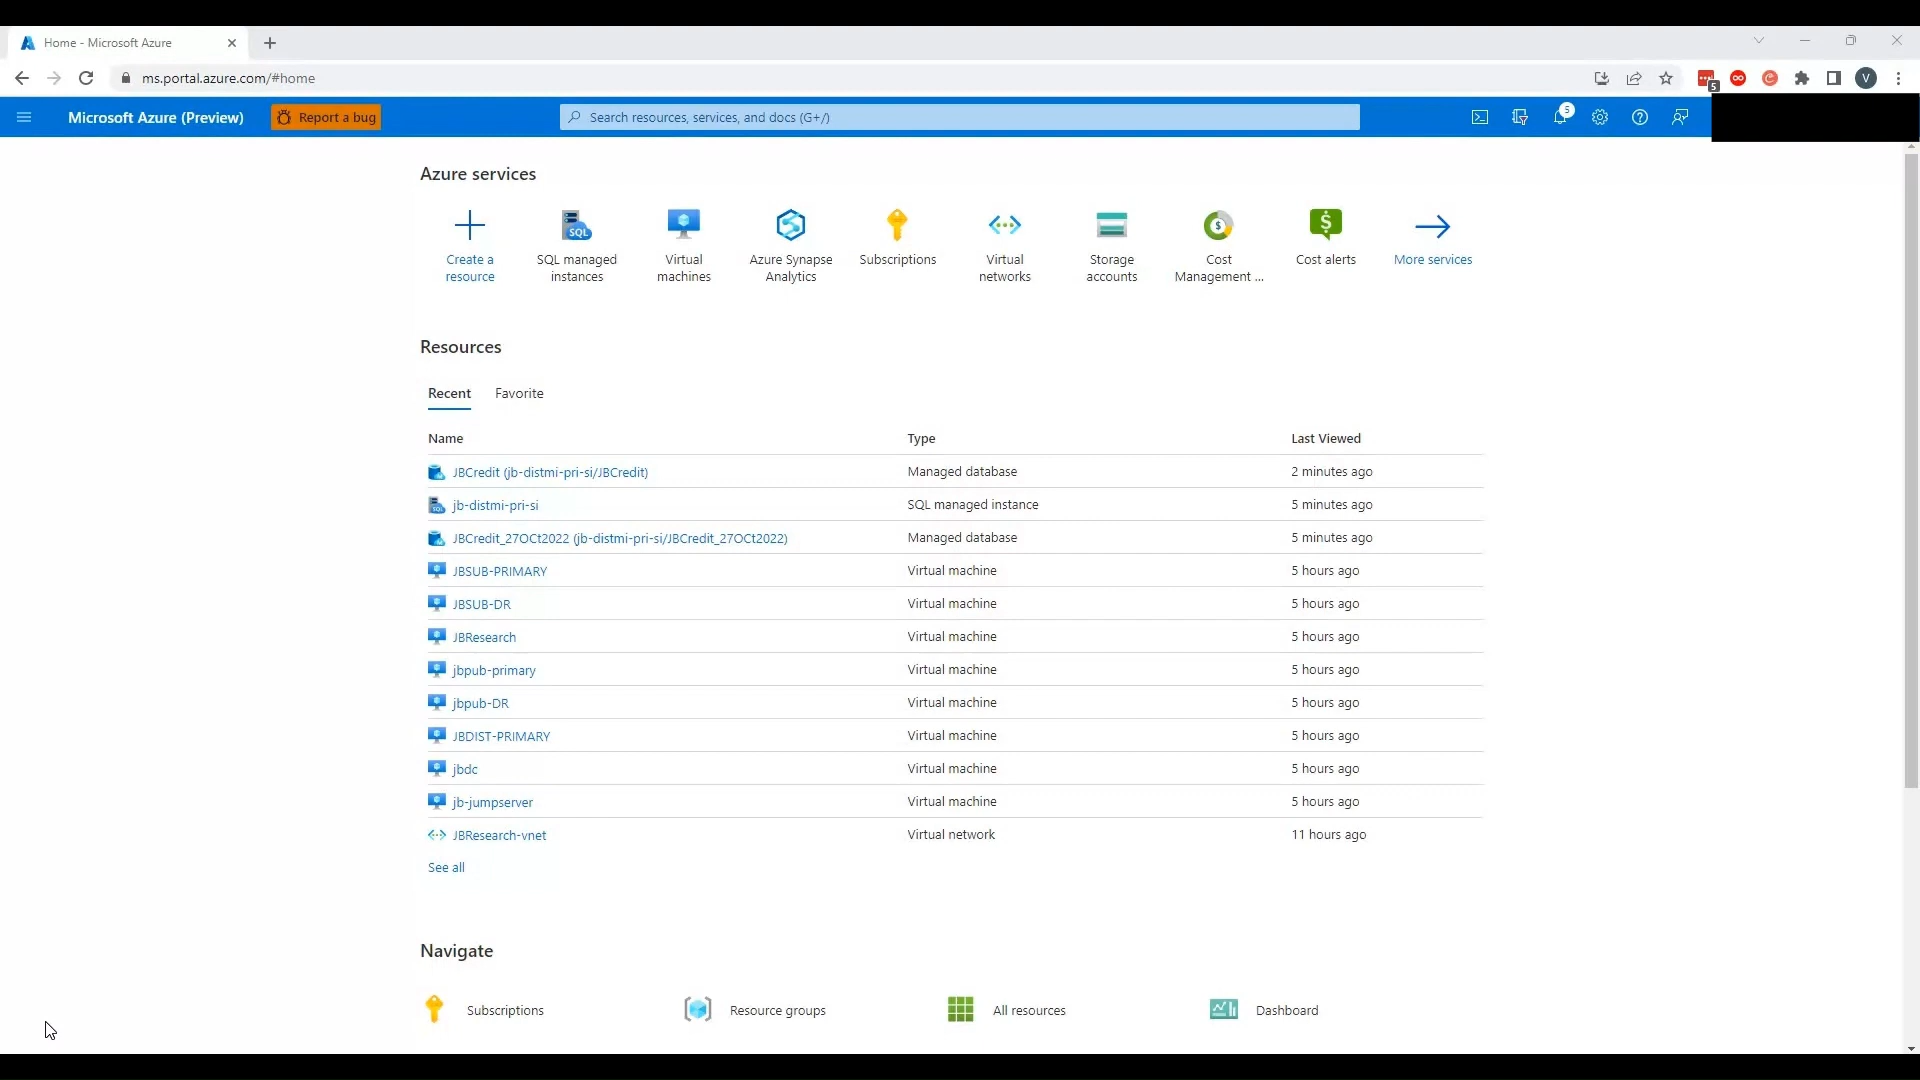 Home - Microsoft Azure
ms.portal.azure.com/#home
5
V
Microsoft Azure (Preview)
Report a bug
Search resources, services, and docs (G+/)
5
Azure services
Create a resource
SQL managed instances
Virtual machines
Azure Synapse Analytics
Subscriptions
Virtual networks
Storage accounts
Cost Management ...
Cost alerts
More services
SQL
Resources
Recent Favorite
Name Type Last Viewed
JBCredit (jb-distmi-pri-si/JBCredit) Managed database 2 minutes ago
jb-distmi-pri-si SQL managed instance 5 minutes ago
JBCredit_27OCt2022 (jb-distmi-pri-si/JBCredit_27OCt2022) Managed database 5 minutes ago
JBSUB-PRIMARY Virtual machine 5 hours ago
JBSUB-DR Virtual machine 5 hours ago
JBResearch Virtual machine 5 hours ago
jbpub-primary Virtual machine 5 hours ago
jbpub-DR Virtual machine 5 hours ago
JBDIST-PRIMARY Virtual machine 5 hours ago
jbdc Virtual machine 5 hours ago
jb-jumpserver Virtual machine 5 hours ago
JBResearch-vnet Virtual network 11 hours ago
See all
Navigate
Subscriptions Resource groups All resources Dashboard